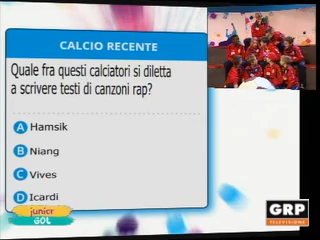 CALCIO RECENTE
Quale fra questi calciatori si diletta
a scrivere testi di canzoni rap?
A Hamsik
B Niang
C Vives
D Icardi
junior
GOL
GRP
TELEVISIONE